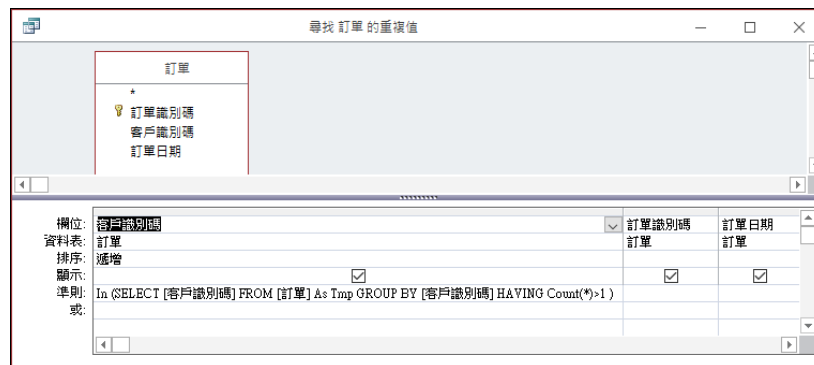 尋找 訂單 的重複值
訂單
*
訂單識別碼
客戶識別碼
訂單日期
欄位: 客戶識別碼 訂單識別碼 訂單日期
資料表: 訂單 訂單 訂單
排序: 遞增
顯示:
準則: In (SELECT [客戶識別碼] FROM [訂單] As Tmp GROUP BY [客戶識別碼] HAVING Count(*)>1 )
或: